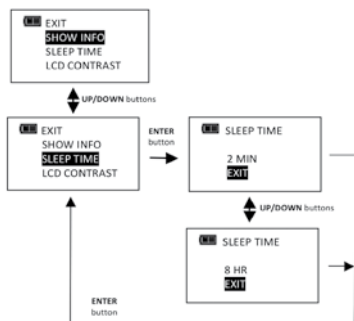 EXIT
SHOW INFO
SLEEP TIME
LCD CONTRAST
UP/DOWN buttons
EXIT
SHOW INFO
SLEEP TIME
LCD CONTRAST
ENTER
button
SLEEP TIME
2 MIN
EXIT
UP/DOWN buttons
SLEEP TIME
8 HR
EXIT
ENTER
button